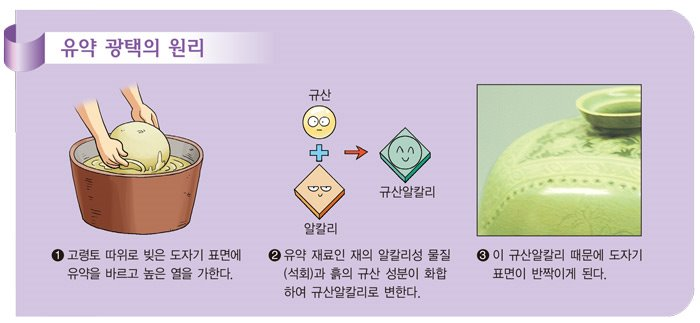 유약 광택의 원리
규산
알칼리
규산알칼리
❶ 고령토 따위로 빚은 도자기 표면에
유약을 바르고 높은 열을 가한다.
❷ 유약 재료인 재의 알칼리성 물질
(석회)과 흙의 규산 성분이 화합
하여 규산알칼리로 변한다.
❸ 이 규산알칼리 때문에 도자기
표면이 반짝이게 된다.